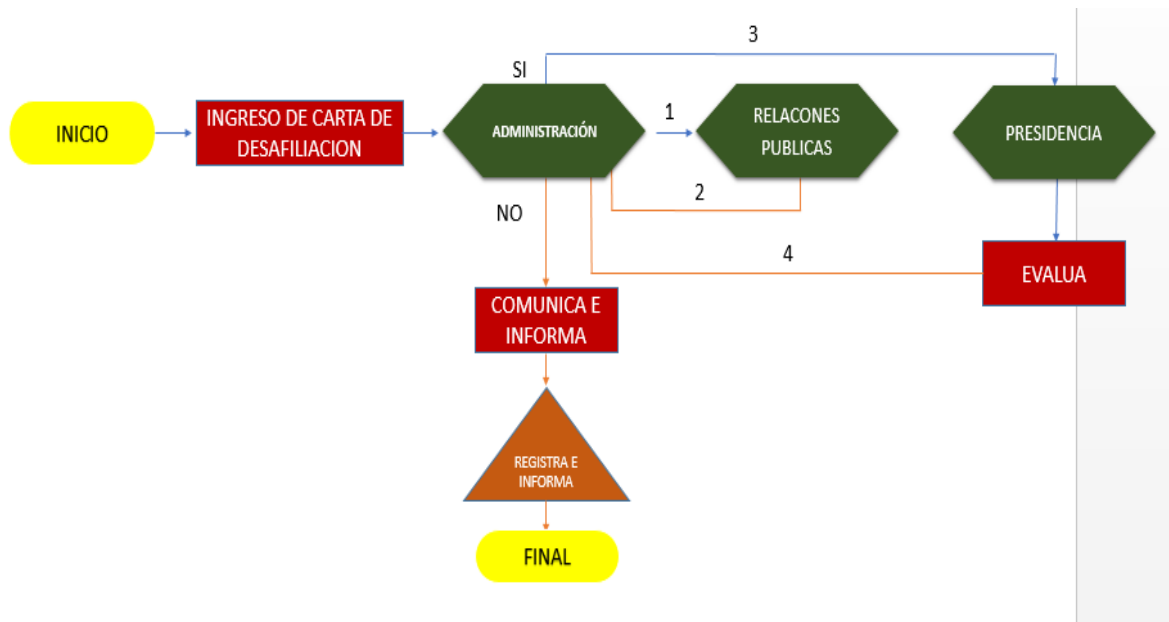 3
SI
INICIO
INGRESO DE CARTA DE
DESAFILIACION
ADMINISTRACIÓN
1
RELACONES
PUBLICAS
PRESIDENCIA
2
NO
4
EVALUA
COMUNICA E
INFORMA
REGISTRA E
INFORMA
FINAL